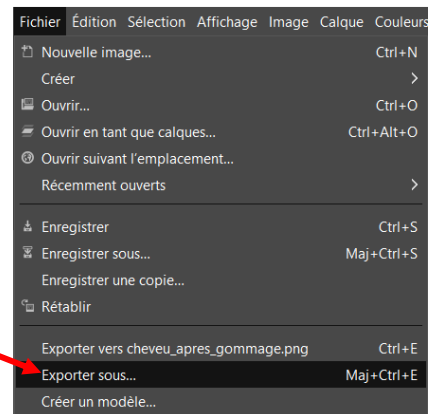 Fichier Édition Sélection Affichage Image Calque Couleurs
Nouvelle image... Ctrl+N
Créer >
Ouvrir... Ctrl+O
Ouvrir en tant que calques... Ctrl+Alt+O
Ouvrir suivant l'emplacement...
Récemment ouverts >
Enregistrer Ctrl+S
Enregistrer sous... Maj+Ctrl+S
Enregistrer une copie...
Rétablir
Exporter vers cheveu_apres_gommage.png Ctrl+E
Exporter sous... Maj+Ctrl+E
Créer un modèle...